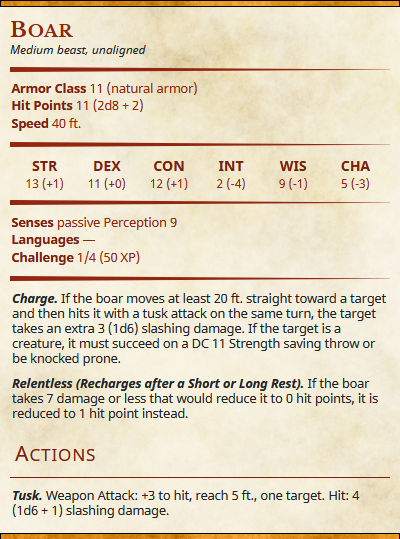 BOAR
Medium beast, unaligned
Armor Class 11 (natural armor)
Hit Points 11 (2d8 + 2)
Speed 40 ft.
STR DEX CON INT WIS CHA
13 (+1) 11 (+0) 12 (+1) 2 (-4) 9 (-1) 5 (-3)
Senses passive Perception 9
Languages —
Challenge 1/4 (50 XP)
Charge. If the boar moves at least 20 ft. straight toward a target
and then hits it with a tusk attack on the same turn, the target
takes an extra 3 (1d6) slashing damage. If the target is a
creature, it must succeed on a DC 11 Strength saving throw or
be knocked prone.
Relentless (Recharges after a Short or Long Rest). If the boar
takes 7 damage or less that would reduce it to 0 hit points, it is
reduced to 1 hit point instead.
ACTIONS
Tusk. Weapon Attack: +3 to hit, reach 5 ft., one target. Hit: 4
(1d6 + 1) slashing damage.